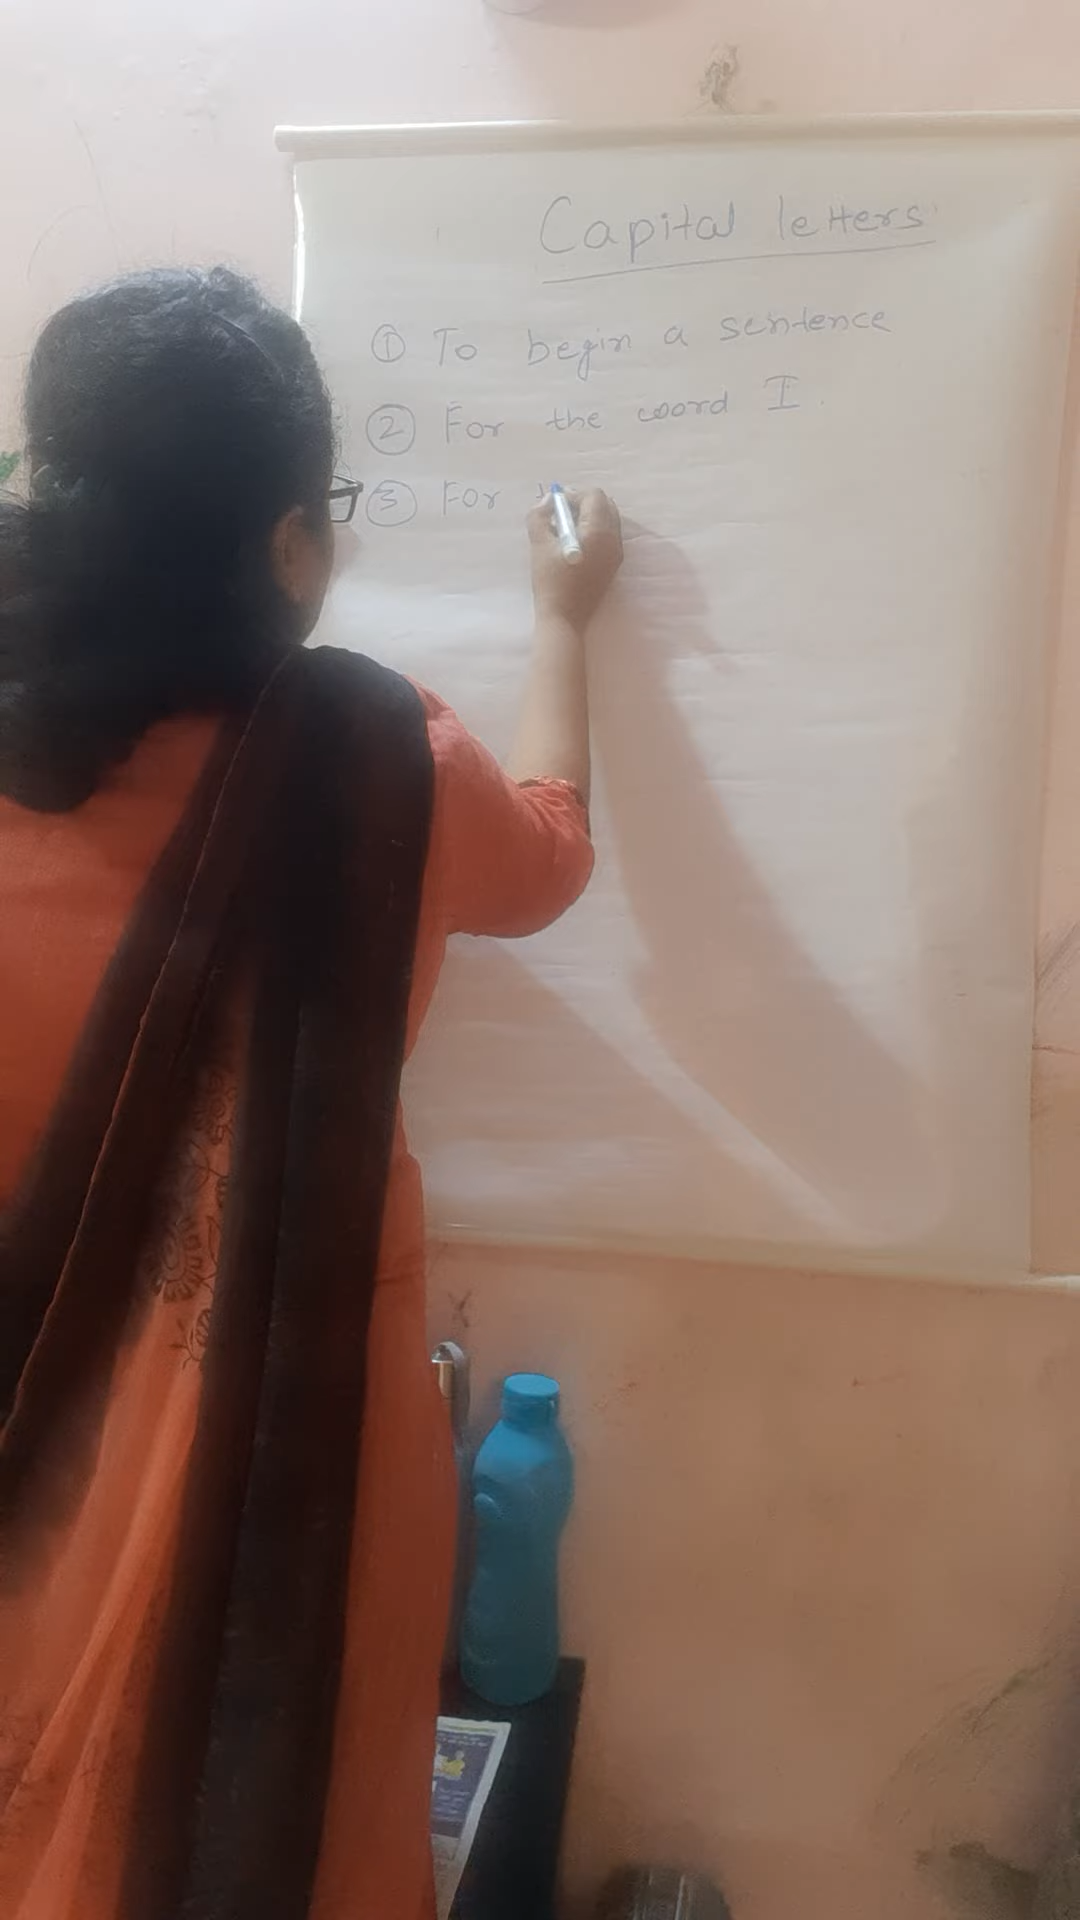 Capital letters
① To begin a sentence
② For the word I.
③ For